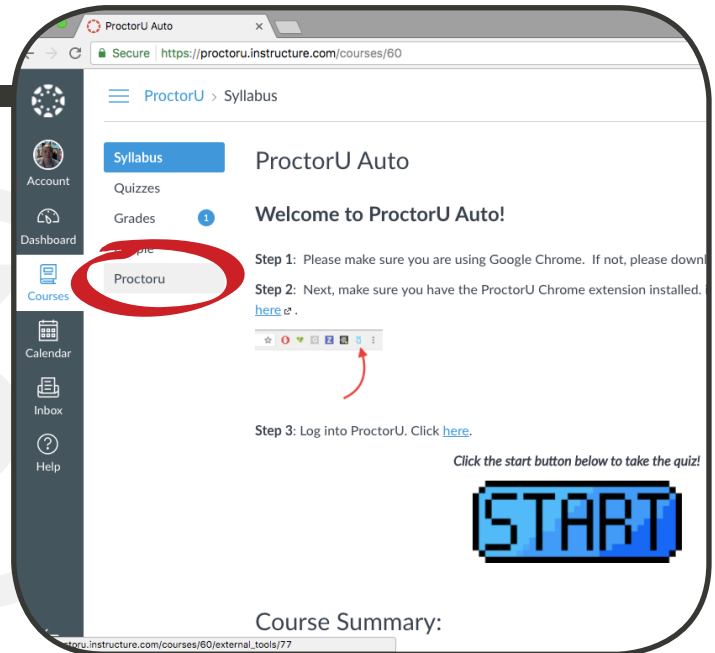 ProctorU Auto
Secure https://proctoru.instructure.com/courses/60
ProctorU > Syllabus
Account
Dashboard
Courses
Calendar
Inbox
Help
Syllabus
Quizzes
Grades 1
Proctoru
ProctorU Auto
Welcome to ProctorU Auto!
Step 1: Please make sure you are using Google Chrome. If not, please downl
Step 2: Next, make sure you have the ProctorU Chrome extension installed.
here.
Step 3: Log into ProctorU. Click here.
Click the start button below to take the quiz!
START
Course Summary:
toru.instructure.com/courses/60/external_tools/77